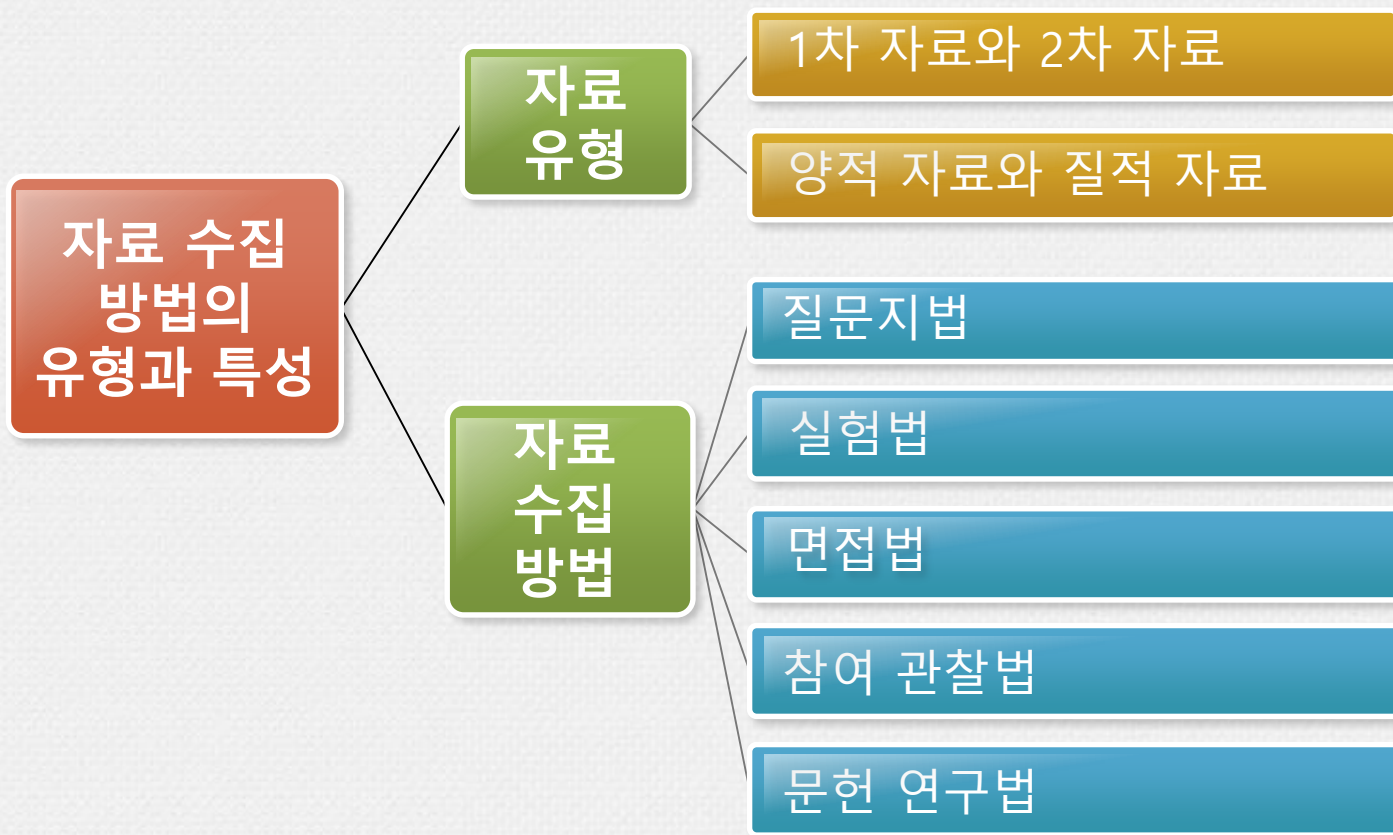 자료 수집
방법의
유형과 특성
자료
유형
1차 자료와 2차 자료
양적 자료와 질적 자료
자료
수집
방법
질문지법
실험법
면접법
참여 관찰법
문헌 연구법